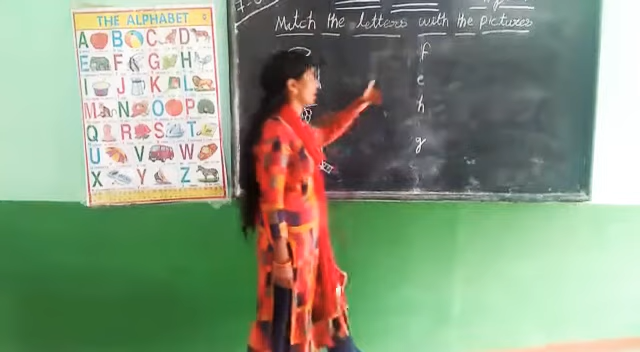 THE ALPHABET
A B C D
E F G H
I J K L
M N O P
Q R S T
U V W
X Y Z
Match the letters with the pictures
f
e
h
g